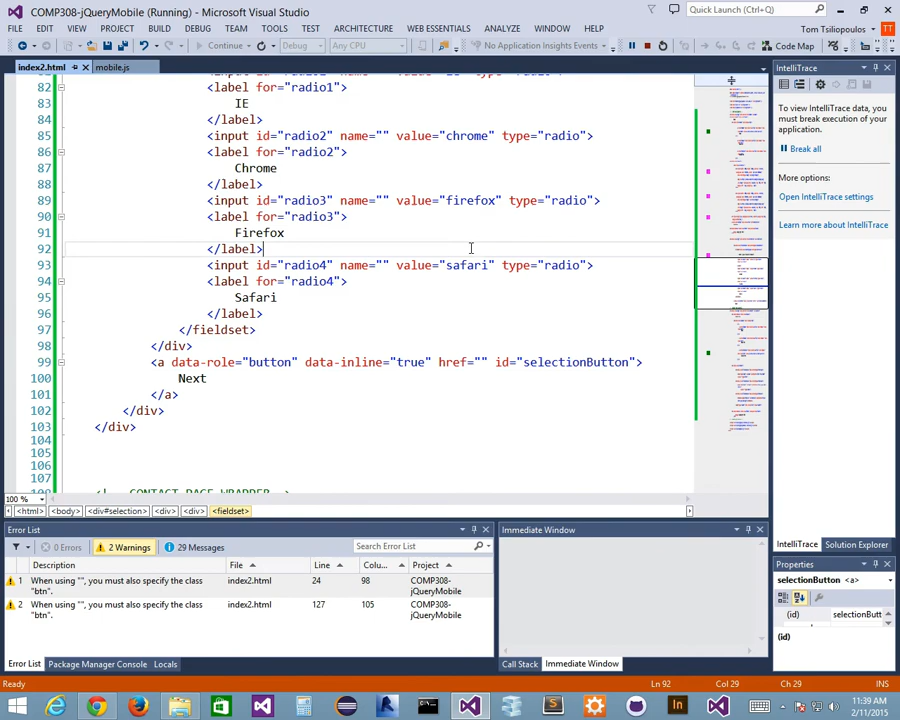 COMP308-jQueryMobile (Running) - Microsoft Visual Studio
Quick Launch (Ctrl+Q)
FILE EDIT VIEW PROJECT BUILD DEBUG TEAM TOOLS TEST ARCHITECTURE WEB ESSENTIALS ANALYZE WINDOW HELP
Tom Tsiliopoulos TT
Continue Debug Any CPU No Application Insights Events Code Map
index2.html mobile.js
82 <label for="radio1">
83 IE
84 </label>
85 <input id="radio2" name="" value="chrome" type="radio">
86 <label for="radio2">
87 Chrome
88 </label>
89 <input id="radio3" name="" value="firefox" type="radio">
90 <label for="radio3">
91 Firefox
92 </label>
93 <input id="radio4" name="" value="safari" type="radio">
94 <label for="radio4">
95 Safari
96 </label>
97 </fieldset>
98 </div>
99 <a data-role="button" data-inline="true" href="" id="selectionButton">
100 Next
101 </a>
102 </div>
103 </div>
104
105
106
107
100 %
<html> <body> <div#selection> <div> <div> <fieldset>
IntelliTrace
To view IntelliTrace data, you must break execution of your application.
Break all
More options:
Open IntelliTrace settings
Learn more about IntelliTrace
IntelliTrace Solution Explorer
Error List
0 Errors 2 Warnings 29 Messages Search Error List
Description File Line Colu... Project
1 When using "", you must also specify the class "btn". index2.html 24 98 COMP308-jQueryMobile
2 When using "", you must also specify the class "btn". index2.html 127 105 COMP308-jQueryMobile
Error List Package Manager Console Locals
Immediate Window
Call Stack Immediate Window
Properties
selectionButton <a>
(id) selectionButt
(id)
Ready Ln 92 Col 29 Ch 29 INS
11:39 AM
2/11/2015